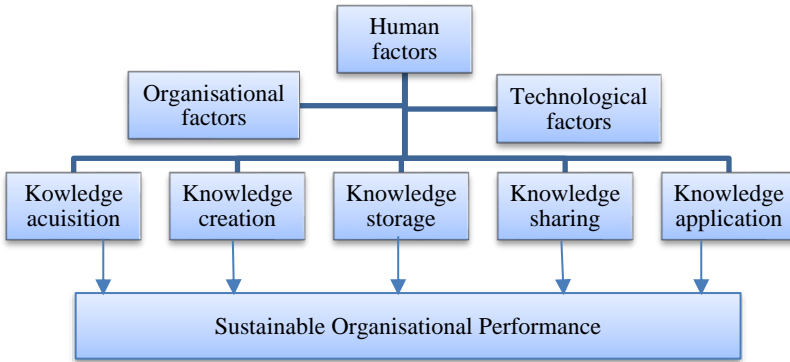 Human
factors
Organisational
factors
Technological
factors
Kowledge
acuisition
Knowledge
creation
Knowledge
storage
Knowledge
sharing
Knowledge
application
Sustainable Organisational Performance